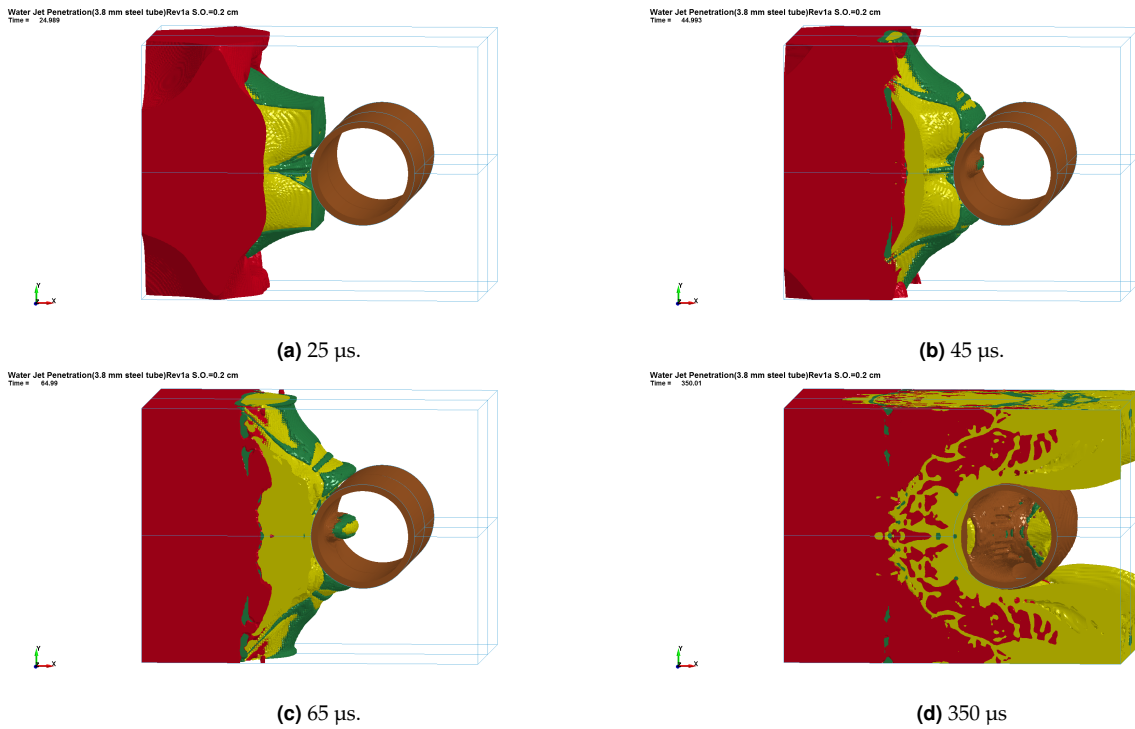 Water Jet Penetration(3.8 mm steel tube)Rev1a S.O.=0.2 cm
Time = 24.989
Y
Z X
(a) 25 µs.
Water Jet Penetration(3.8 mm steel tube)Rev1a S.O.=0.2 cm
Time = 44.993
Y
Z X
(b) 45 µs.
Water Jet Penetration(3.8 mm steel tube)Rev1a S.O.=0.2 cm
Time = 64.99
Y
Z X
(c) 65 µs.
Water Jet Penetration(3.8 mm steel tube)Rev1a S.O.=0.2 cm
Time = 350.01
Y
Z X
(d) 350 µs